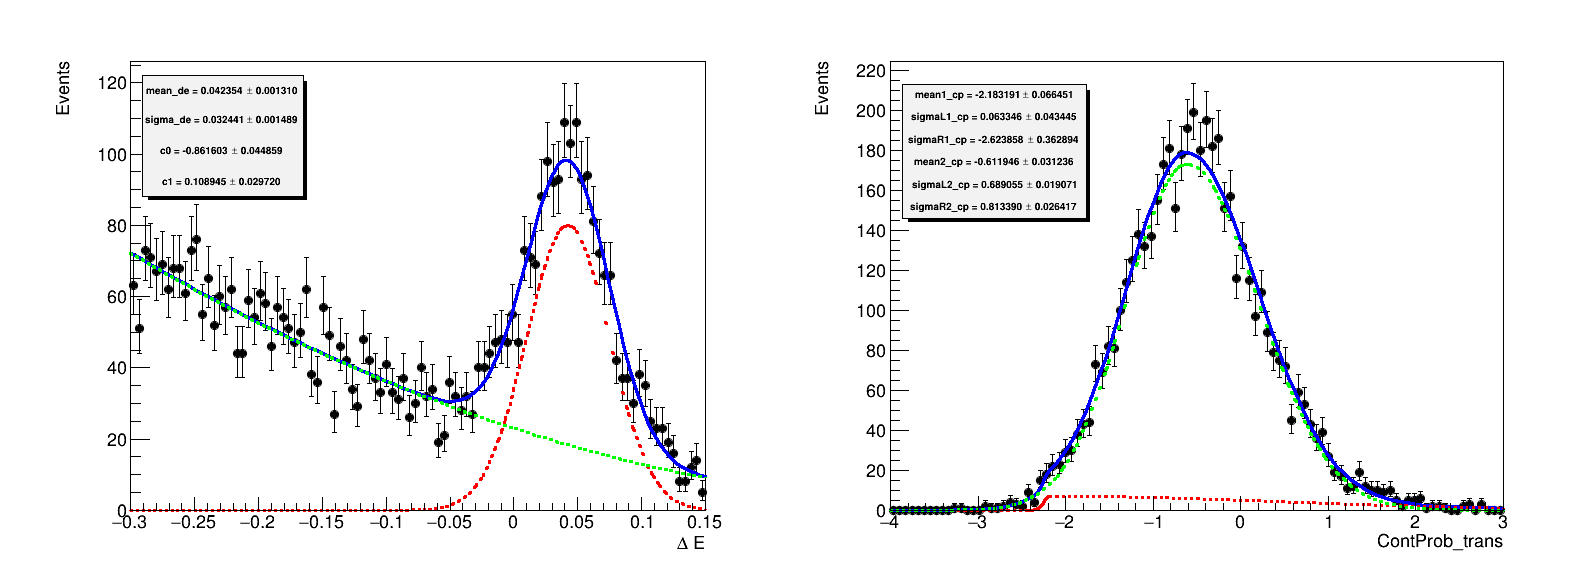 Events
120
100
80
60
40
20
0
mean_de = 0.042354 ± 0.001310
sigma_de = 0.032441 ± 0.001489
c0 = -0.861603 ± 0.044859
c1 = 0.108945 ± 0.029720
−0.3 −0.25 −0.2 −0.15 −0.1 −0.05 0 0.05 0.1 0.15
Δ E
Events
220
200
180
160
140
120
100
80
60
40
20
0
mean1_cp = -2.183191 ± 0.066451
sigmaL1_cp = 0.063346 ± 0.043445
sigmaR1_cp = -2.623858 ± 0.362894
mean2_cp = -0.611946 ± 0.031236
sigmaL2_cp = 0.689055 ± 0.019071
sigmaR2_cp = 0.813390 ± 0.026417
−4 −3 −2 −1 0 1 2 3
ContProb_trans